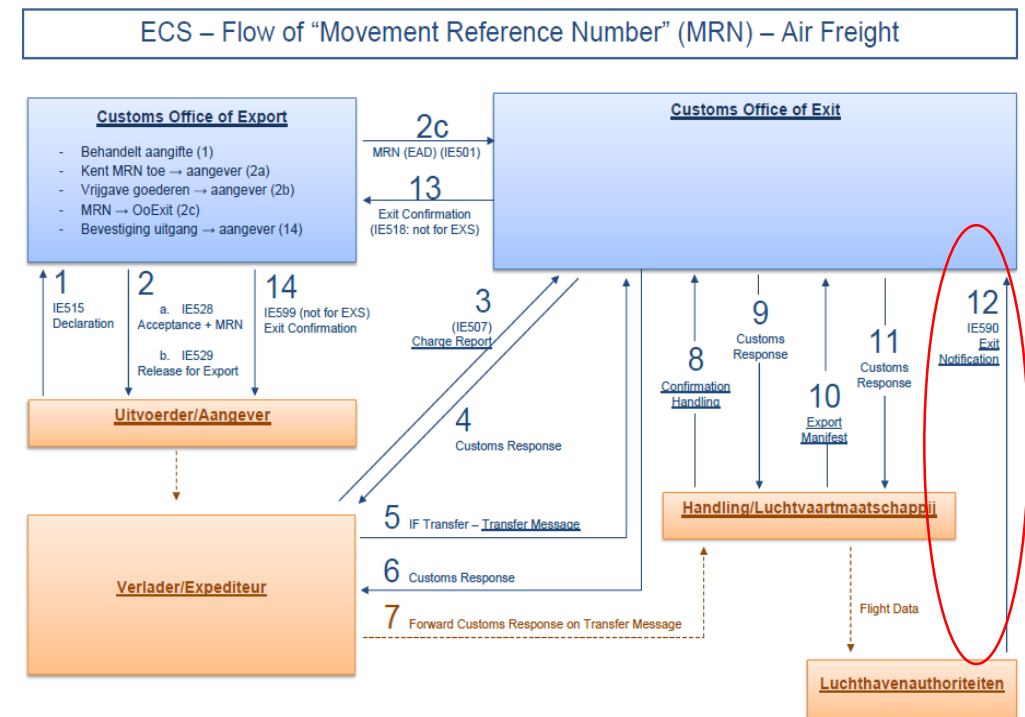 ECS – Flow of “Movement Reference Number” (MRN) – Air Freight
Customs Office of Export
- Behandelt aangifte (1)
- Kent MRN toe → aangever (2a)
- Vrijgave goederen → aangever (2b)
- MRN → OoExit (2c)
- Bevestiging uitgang → aangever (14)
2c
MRN (EAD) (IE501)
13
Exit Confirmation
(IE518: not for EXS)
Customs Office of Exit
1
IE515
Declaration
2
a. IE528
Acceptance + MRN
b. IE529
Release for Export
14
IE599 (not for EXS)
Exit Confirmation
3
(IE507)
Charge Report
4
Customs Response
8
Confirmation
Handling
9
Customs
Response
10
Export
Manifest
11
Customs
Response
12
IE590
Exit
Notification
Uitvoerder/Aangever
Verlader/Expediteur
5 IF Transfer – Transfer Message
6 Customs Response
7 Forward Customs Response on Transfer Message
Handling/Luchtvaartmaatschappij
Flight Data
Luchthavenauthoriteiten